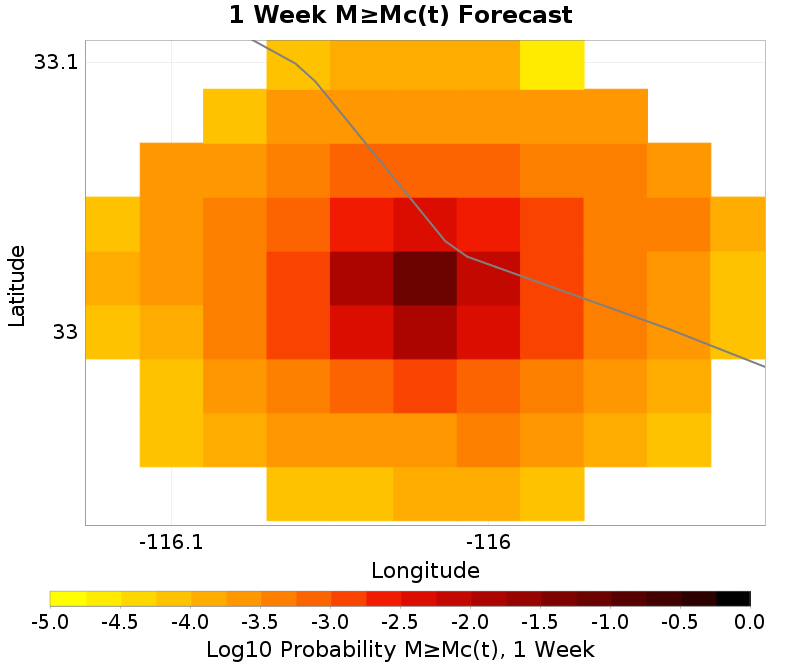 1 Week M≥Mc(t) Forecast
33.1
33
Latitude
-116.1 -116
Longitude
-5.0 -4.5 -4.0 -3.5 -3.0 -2.5 -2.0 -1.5 -1.0 -0.5 0.0
Log10 Probability M≥Mc(t), 1 Week